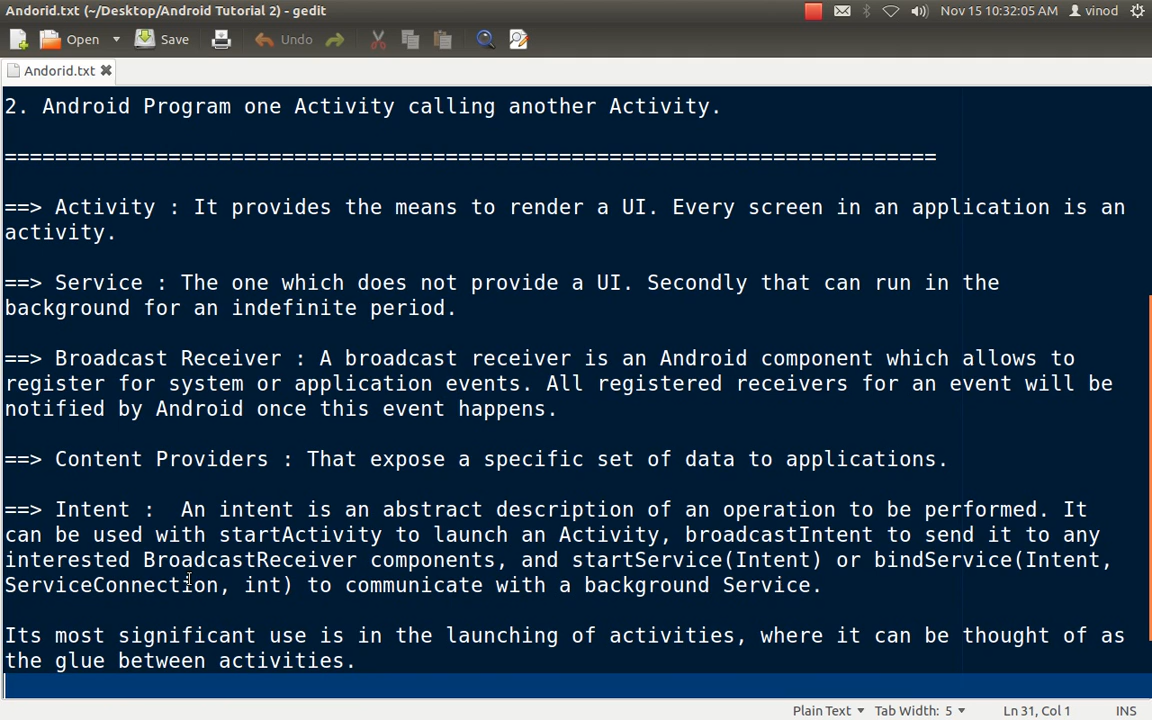 Andorid.txt (~/Desktop/Android Tutorial 2) - gedit
Nov 15 10:32:05 AM
vinod
Open
Save
Undo
Andorid.txt
2. Android Program one Activity calling another Activity.
==========================================================================
==> Activity : It provides the means to render a UI. Every screen in an application is an
activity.
==> Service : The one which does not provide a UI. Secondly that can run in the
background for an indefinite period.
==> Broadcast Receiver : A broadcast receiver is an Android component which allows to
register for system or application events. All registered receivers for an event will be
notified by Android once this event happens.
==> Content Providers : That expose a specific set of data to applications.
==> Intent :  An intent is an abstract description of an operation to be performed. It
can be used with startActivity to launch an Activity, broadcastIntent to send it to any
interested BroadcastReceiver components, and startService(Intent) or bindService(Intent,
ServiceConnection, int) to communicate with a background Service.
Its most significant use is in the launching of activities, where it can be thought of as
the glue between activities.
Plain Text
Tab Width: 5
Ln 31, Col 1
INS